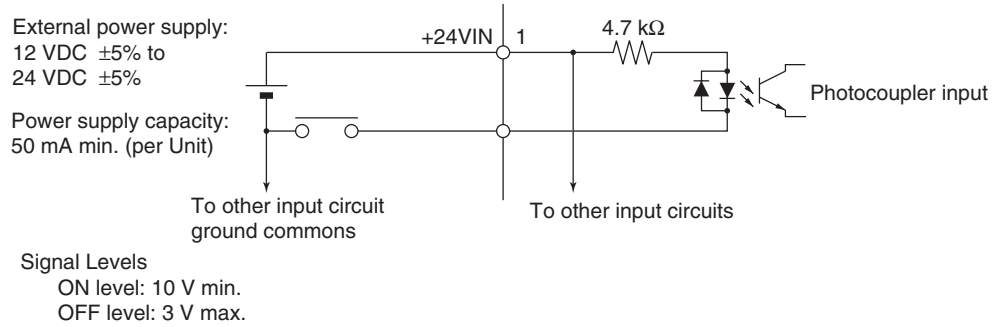 External power supply:
12 VDC ±5% to
24 VDC ±5%
Power supply capacity:
50 mA min. (per Unit)
+24VIN
1
4.7 kΩ
Photocoupler input
To other input circuit
ground commons
To other input circuits
Signal Levels
ON level: 10 V min.
OFF level: 3 V max.